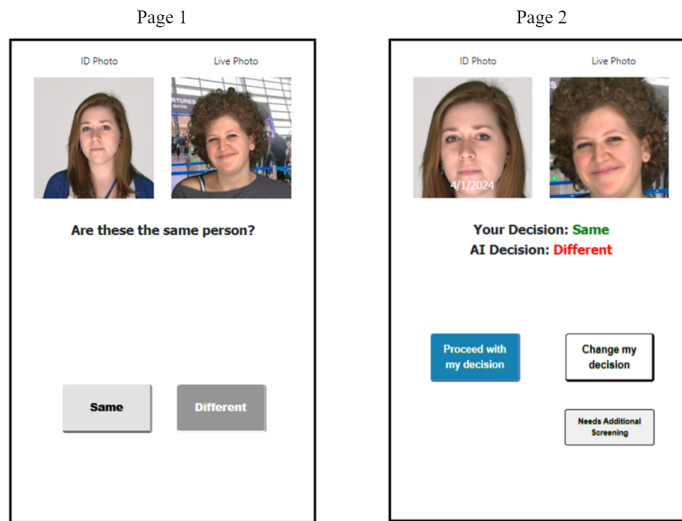 Page 1
Page 2
ID Photo
Live Photo
Are these the same person?
Same
Different
ID Photo
Live Photo
4/1/2024
Your Decision: Same
AI Decision: Different
Proceed with
my decision
Change my
decision
Needs Additional
Screening